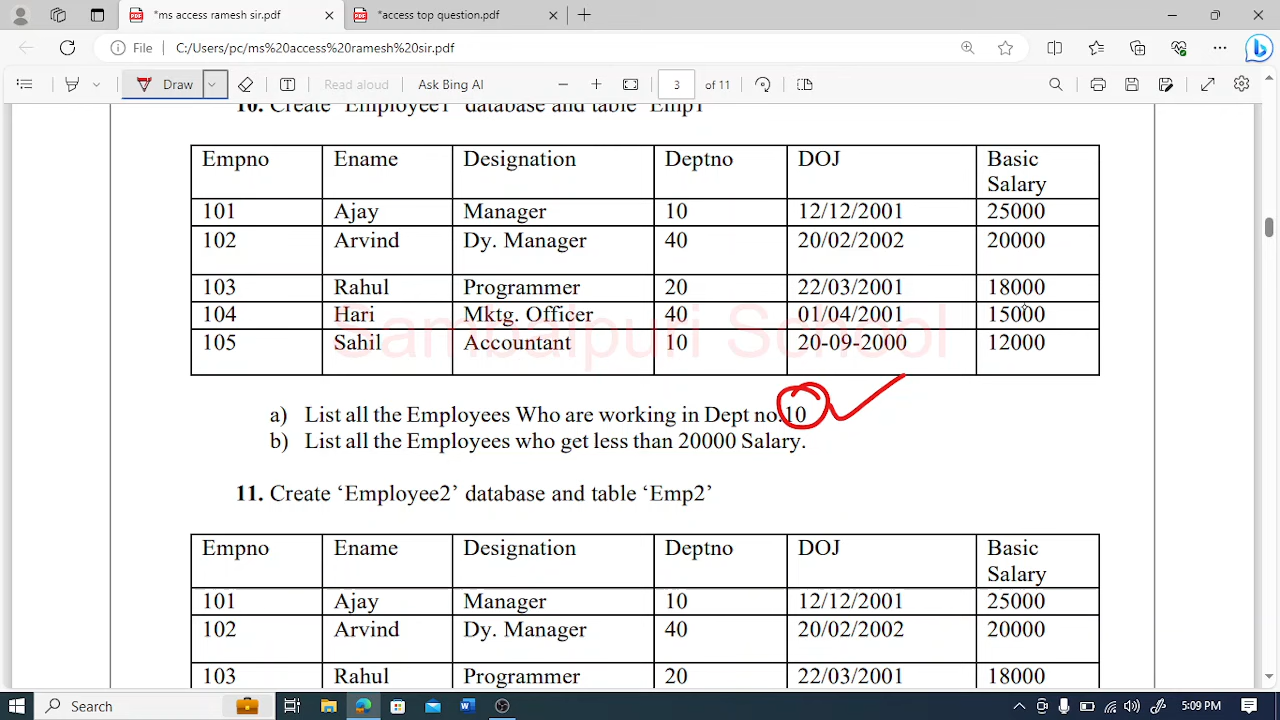 *ms access ramesh sir.pdf
*access top question.pdf
File
C:/Users/pc/ms%20access%20ramesh%20sir.pdf
Draw
Read aloud
Ask Bing AI
3 of 11
10. Create 'Employee1' database and table 'Emp1'
Empno Ename Designation Deptno DOJ Basic Salary
101 Ajay Manager 10 12/12/2001 25000
102 Arvind Dy. Manager 40 20/02/2002 20000
103 Rahul Programmer 20 22/03/2001 18000
104 Hari Mktg. Officer 40 01/04/2001 15000
105 Sahil Accountant 10 20-09-2000 12000
Sambalpuri School
a) List all the Employees Who are working in Dept no.10
b) List all the Employees who get less than 20000 Salary.
11. Create ‘Employee2’ database and table ‘Emp2’
Empno Ename Designation Deptno DOJ Basic Salary
101 Ajay Manager 10 12/12/2001 25000
102 Arvind Dy. Manager 40 20/02/2002 20000
103 Rahul Programmer 20 22/03/2001 18000
Search
5:09 PM